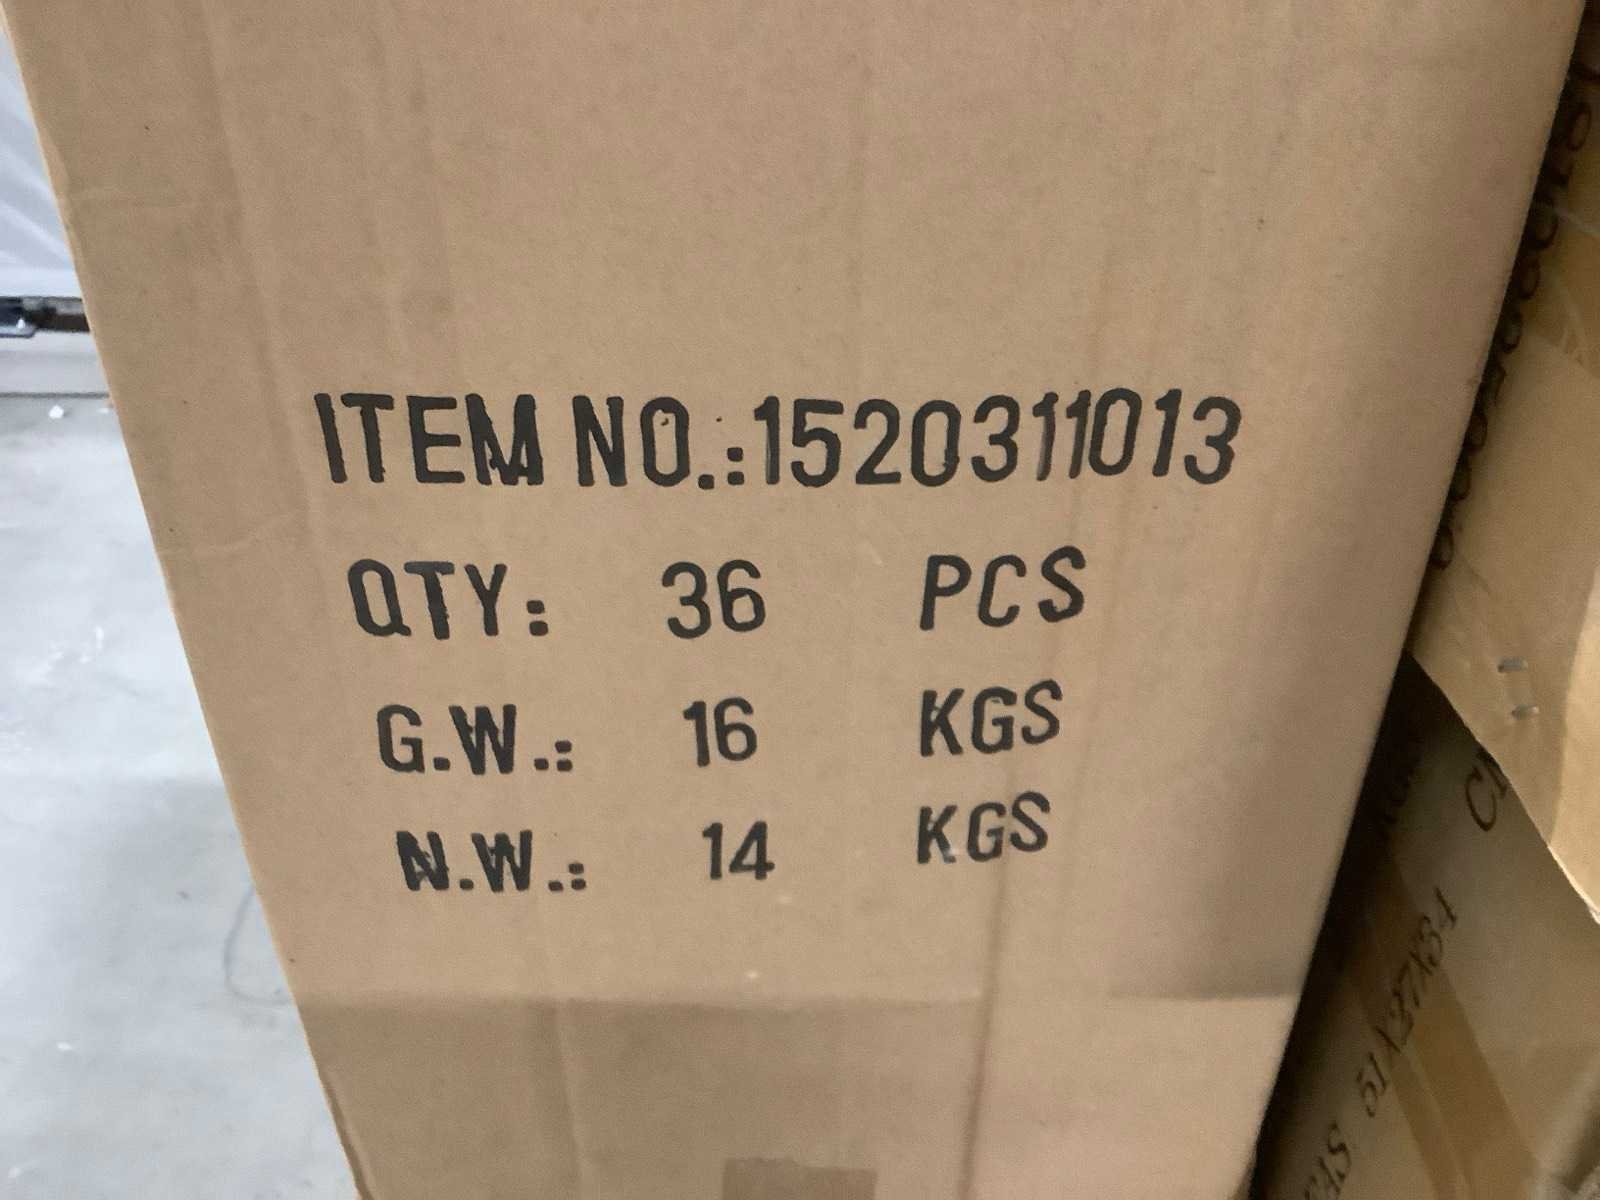 ITEM NO.:1520311013
QTY: 36 PCS
G.W.: 16 KGS
N.W.: 14 KGS